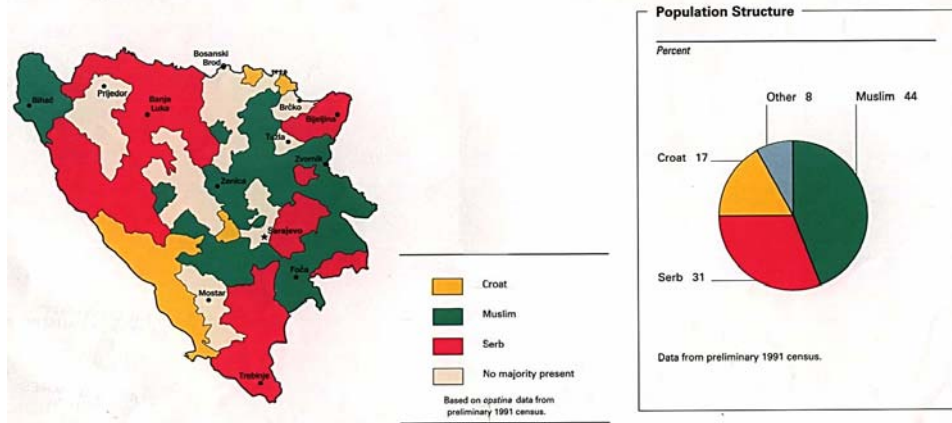 Bosanski
Brod
Bihać
Prijedor
Banja
Luka
Brčko
Bijeljina
Tuzla
Zvornik
Zenica
Sarajevo
Foča
Mostar
Trebinje
Croat
Muslim
Serb
No majority present
Based on opstina data from
preliminary 1991 census.
Population Structure
Percent
Other 8
Muslim 44
Croat 17
Serb 31
Data from preliminary 1991 census.